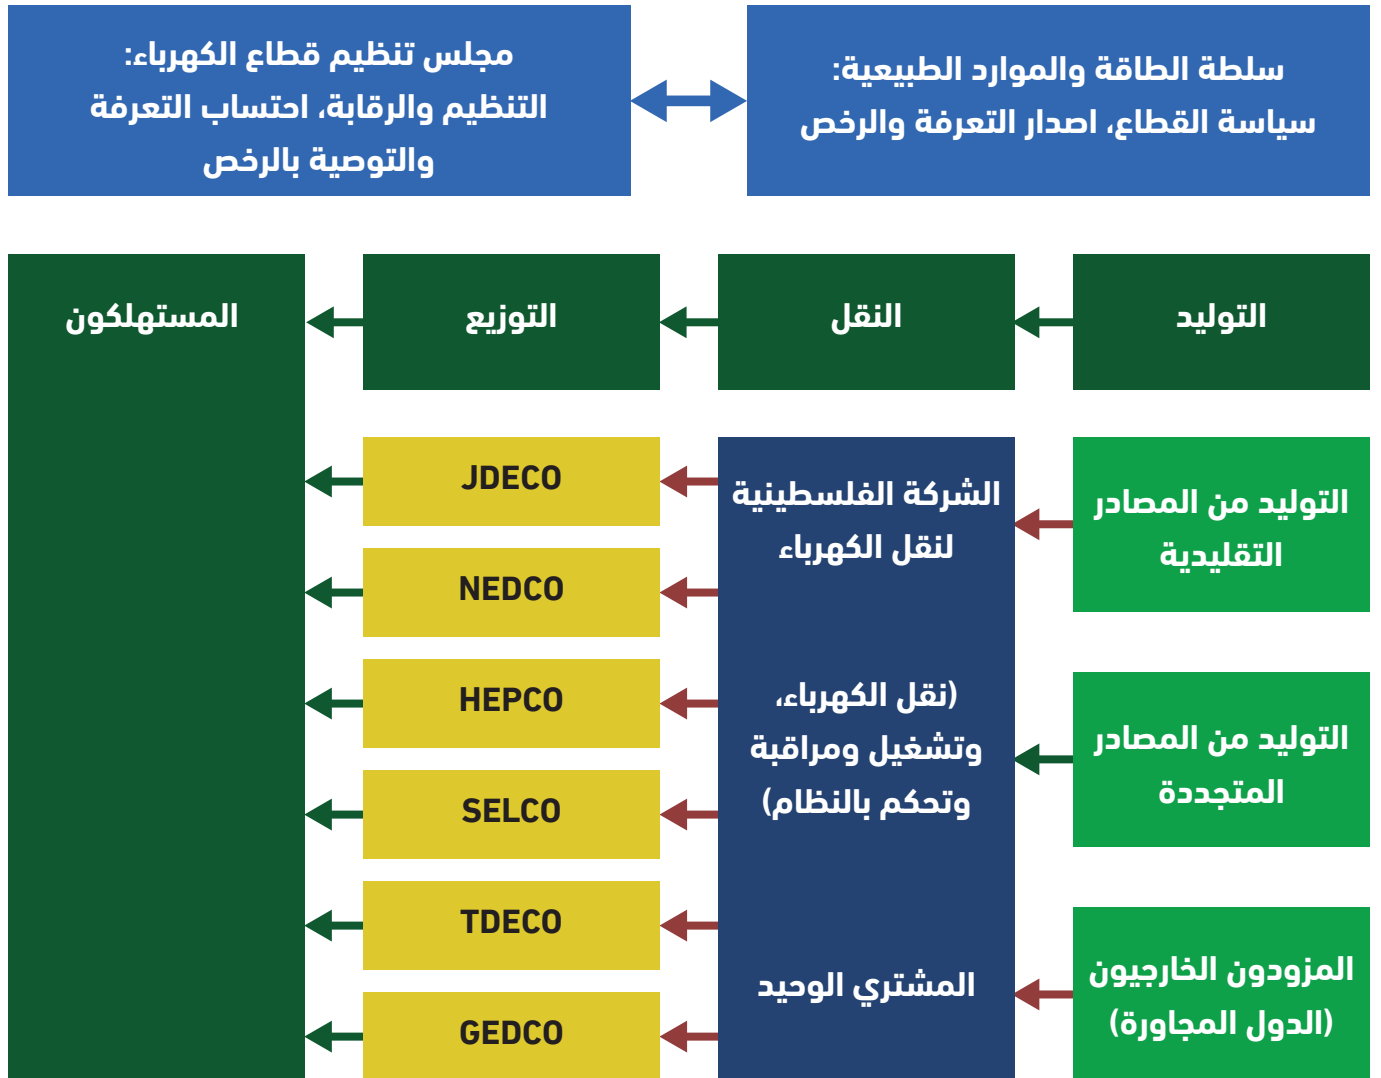 سلطة الطاقة والموارد الطبيعية:
سياسة القطاع، اصدار التعرفة والرخص
مجلس تنظيم قطاع الكهرباء:
التنظيم والرقابة، احتساب التعرفة
والتوصية بالرخص
التوليد
النقل
التوزيع
المستهلكون
التوليد من المصادر
التقليدية
التوليد من المصادر
المتجددة
المزودون الخارجيون
(الدول المجاورة)
الشركة الفلسطينية
لنقل الكهرباء
(نقل الكهرباء،
وتشغيل ومراقبة
وتحكم بالنظام)
المشتري الوحيد
JDECO
NEDCO
HEPCO
SELCO
TDECO
GEDCO